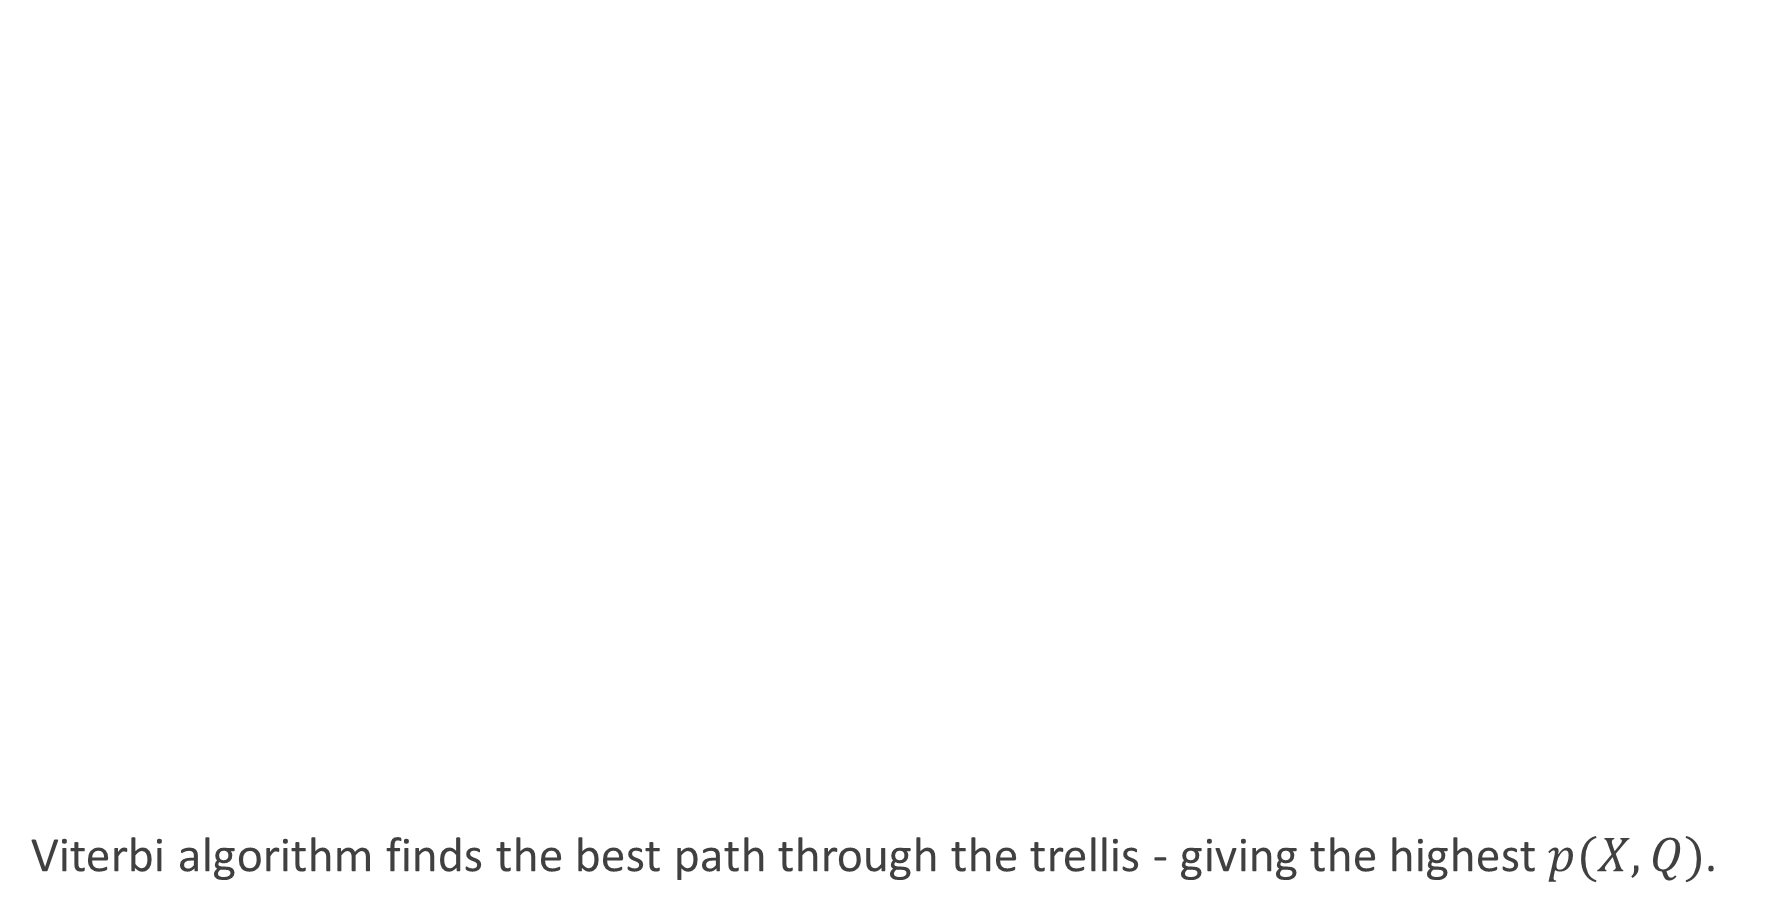 Viterbi algorithm finds the best path through the trellis - giving the highest 𝑝(𝑋, 𝑄).